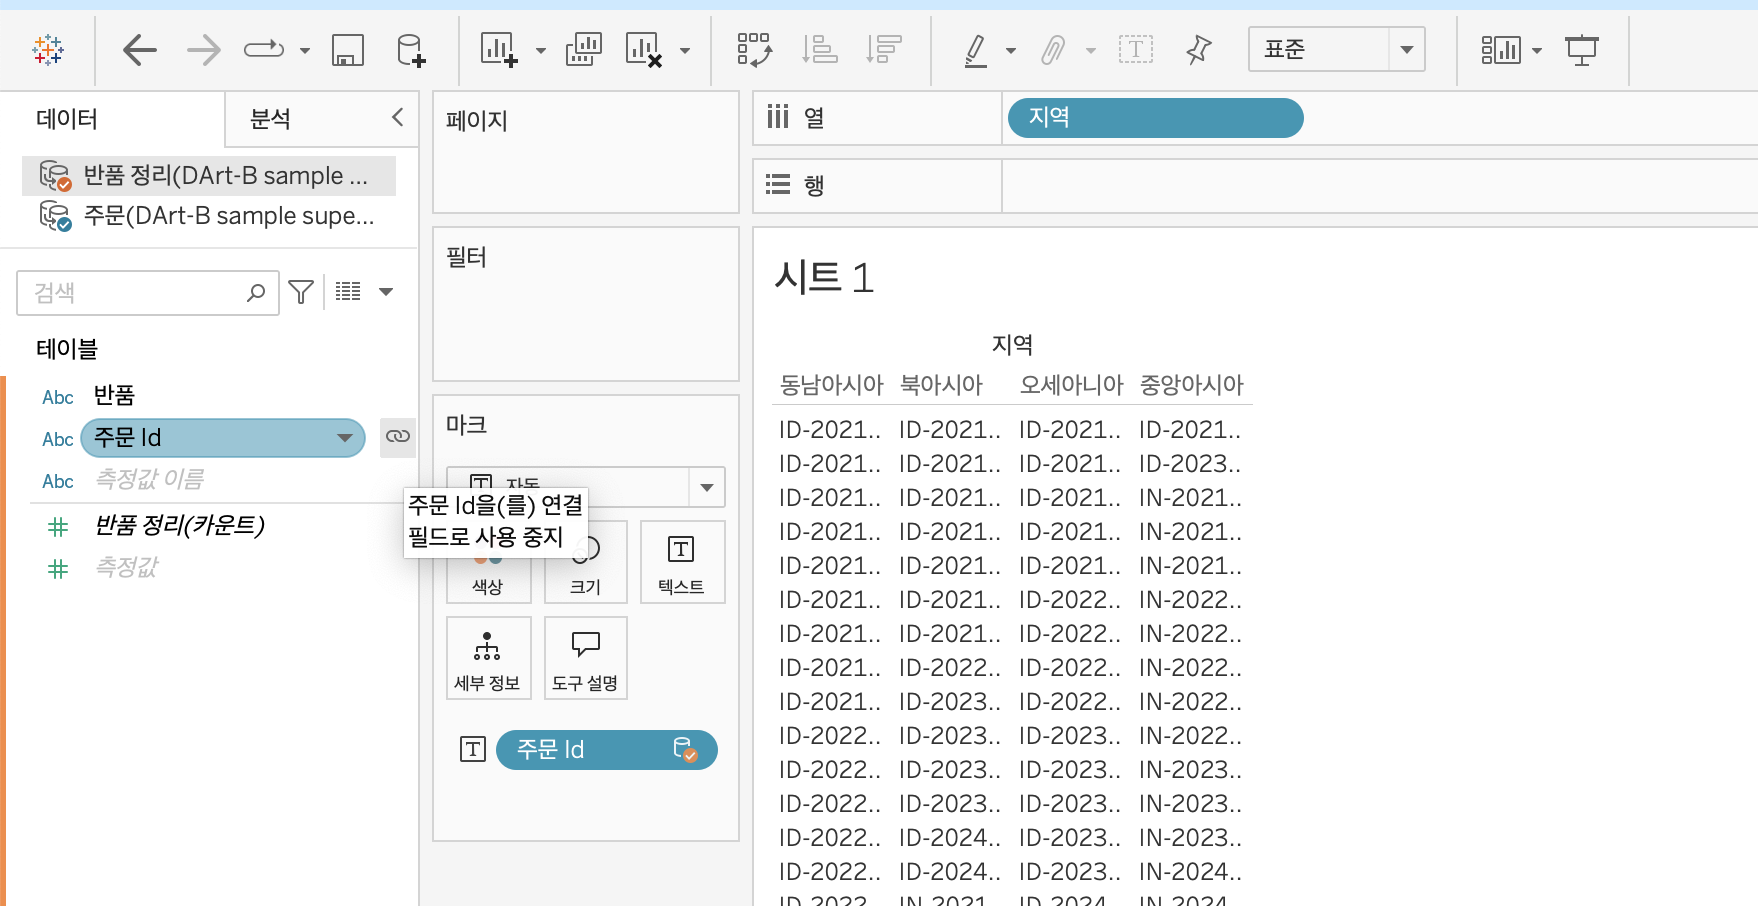 표준
데이터
분석
반품 정리(DArt-B sample ...
주문(DArt-B sample supe...
검색
테이블
Abc 반품
Abc 주문 Id
Abc 측정값 이름
반품 정리(카운트)
측정값
페이지
필터
마크
자동
주문 Id을(를) 연결
필드로 사용 중지
색상
크기
텍스트
세부 정보
도구 설명
주문 Id
열
지역
행
시트 1
지역
동남아시아 북아시아 오세아니아 중앙아시아
ID-2021.. ID-2021.. ID-2021.. ID-2021..
ID-2021.. ID-2021.. ID-2021.. ID-2023..
ID-2021.. ID-2021.. ID-2021.. IN-2021..
ID-2021.. ID-2021.. ID-2021.. IN-2021..
ID-2021.. ID-2021.. ID-2021.. IN-2021..
ID-2021.. ID-2021.. ID-2022.. IN-2022..
ID-2021.. ID-2021.. ID-2022.. IN-2022..
ID-2021.. ID-2022.. ID-2022.. IN-2022..
ID-2021.. ID-2023.. ID-2022.. IN-2022..
ID-2022.. ID-2023.. ID-2023.. IN-2022..
ID-2022.. ID-2023.. ID-2023.. IN-2023..
ID-2022.. ID-2023.. ID-2023.. IN-2023..
ID-2022.. ID-2024.. ID-2023.. IN-2023..
ID-2022.. ID-2024.. ID-2023.. IN-2024..
ID-2022.. IN-2021.. ID-2024.. IN-2024..